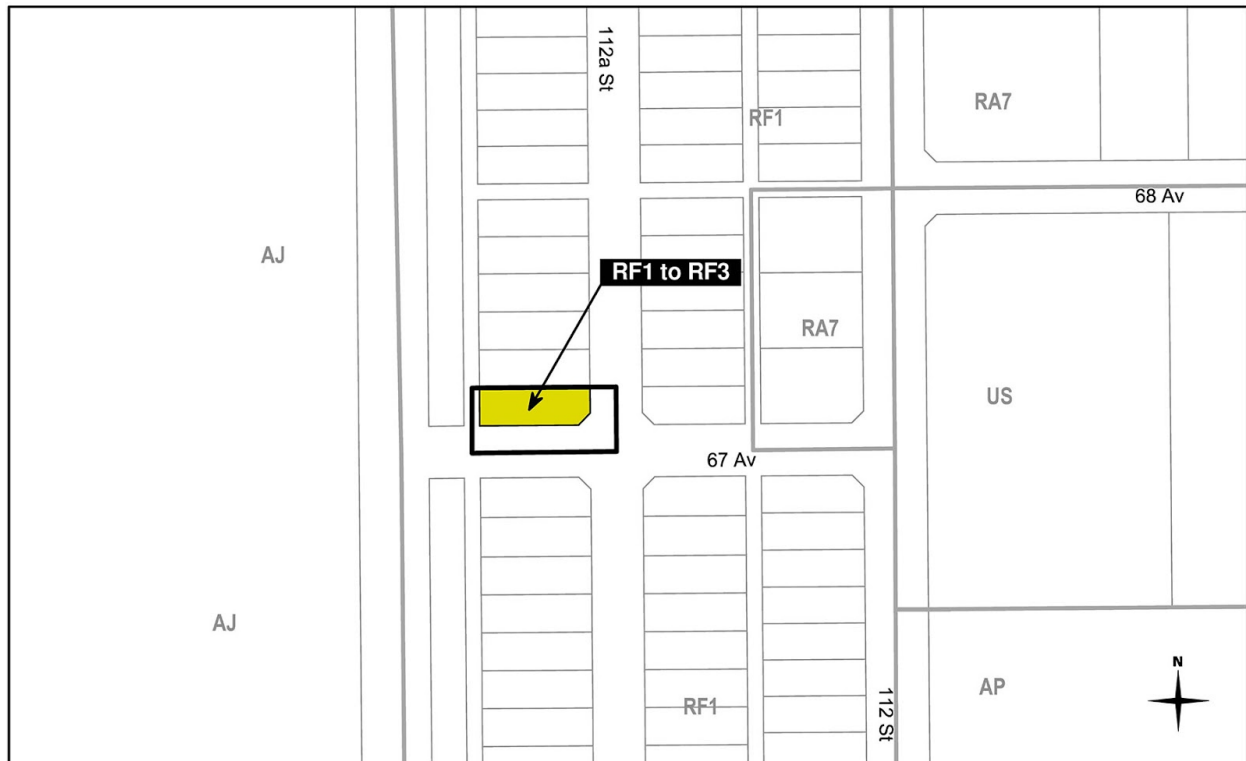 112a St
RA7
RF1
68 Av
AJ
RF1 to RF3
RA7
US
67 Av
AJ
N
AP
RF1
112 St